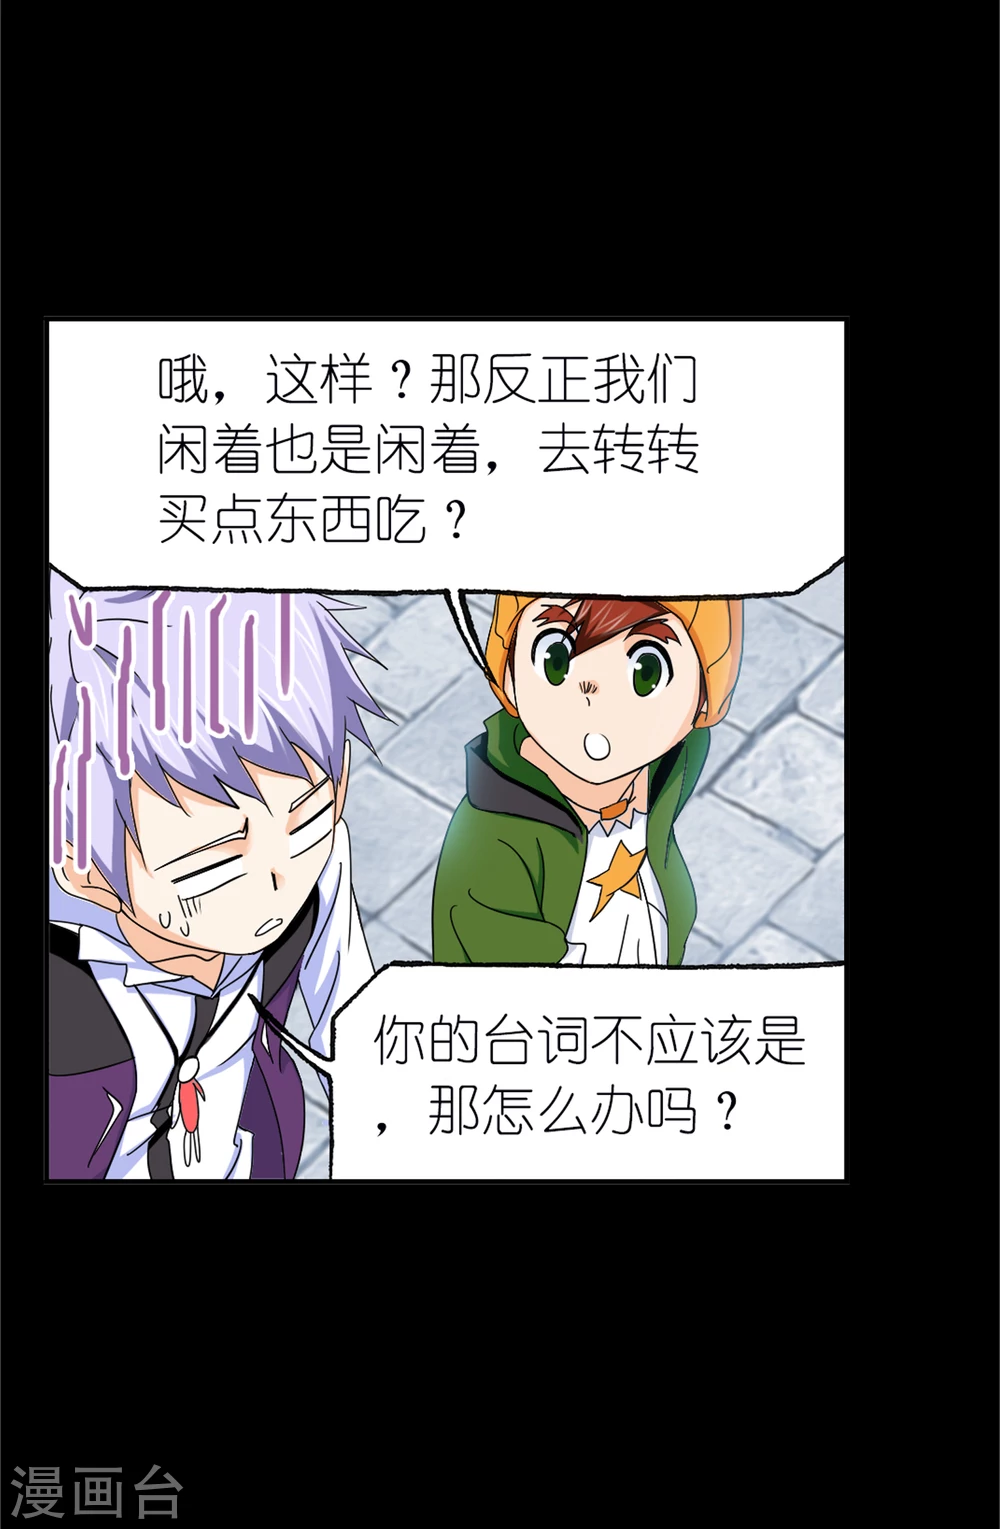 哦，这样？那反正我们
闲着也是闲着，去转转
买点东西吃？
你的台词不应该是
，那怎么办吗？
漫画台